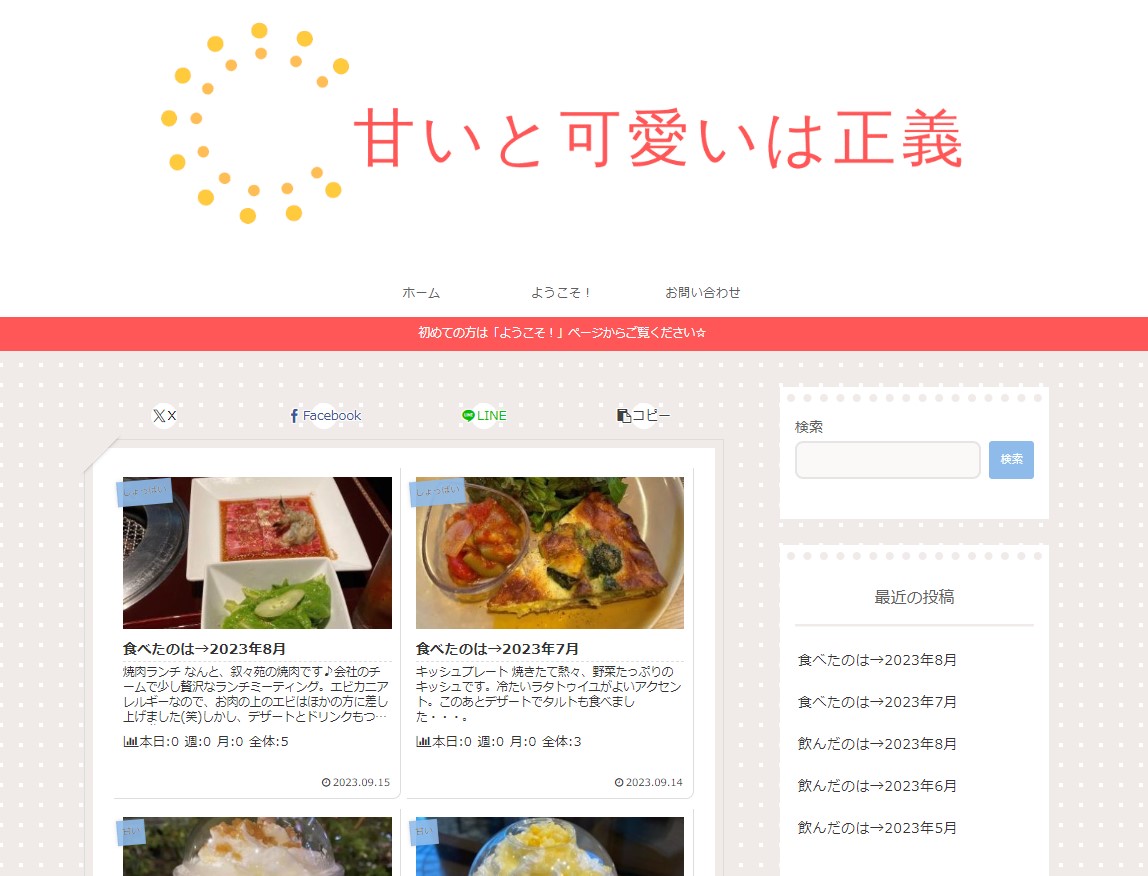 甘いと可愛いは正義
ホーム
ようこそ！
お問い合わせ
初めての方は「ようこそ！」ページからご覧ください☆
X
Facebook
LINE
コピー
しょっぱい
食べたのは→2023年8月
焼肉ランチ なんと、叙々苑の焼肉です♪会社のチ
ームで少し贅沢なランチミーティング。エビカニア
レルギーなので、お肉の上のエビはほかの方に差し
上げました(笑)しかし、デザートとドリンクもつ…
本日:0 週:0 月:0 全体:5
2023.09.15
しょっぱい
食べたのは→2023年7月
キッシュプレート 焼きたて熱々、野菜たっぷりの
キッシュです。冷たいラタトゥイユがよいアクセン
ト。このあとデザートでタルトも食べまし
た・・・。
本日:0 週:0 月:0 全体:3
2023.09.14
甘い
甘い
検索
検索
最近の投稿
食べたのは→2023年8月
食べたのは→2023年7月
飲んだのは→2023年8月
飲んだのは→2023年6月
飲んだのは→2023年5月